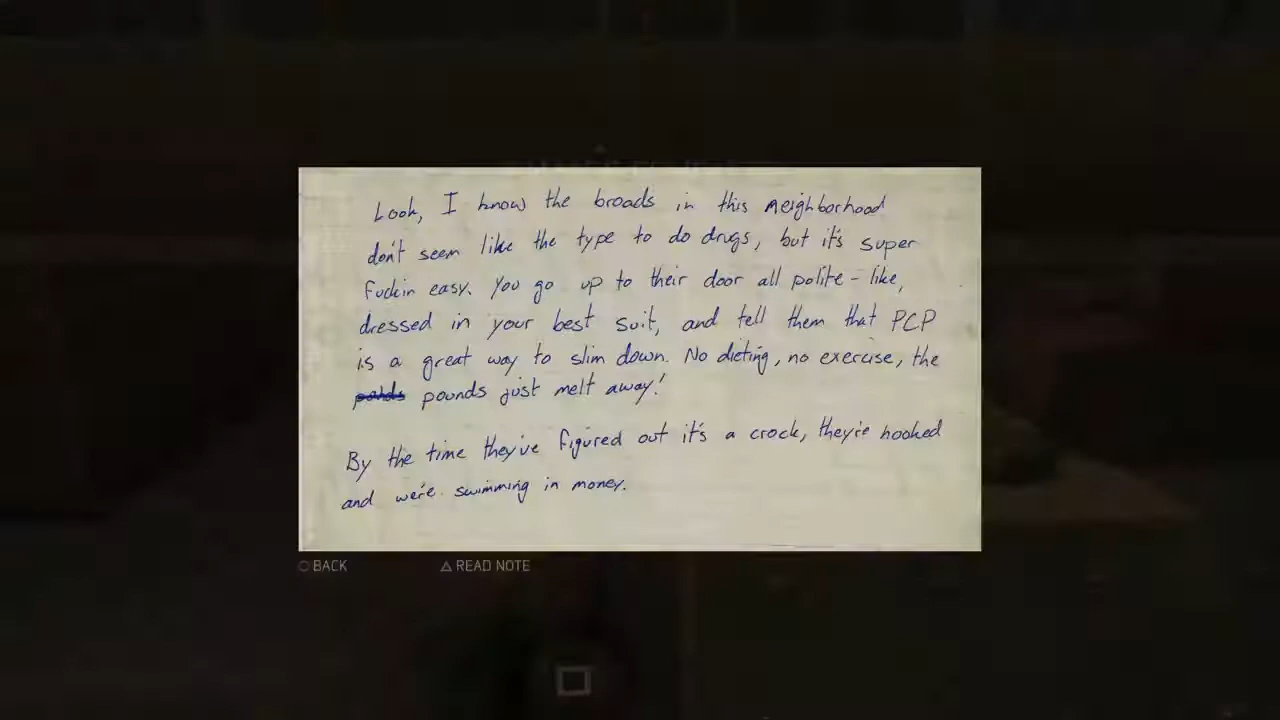 Look, I know the broads in this neighborhood
don't seem like the type to do drugs, but it's super
fuckin easy. You go up to their door all polite-like,
dressed in your best suit, and tell them that PCP
is a great way to slim down. No dieting, no exercise, the
pounds just melt away!
By the time they've figured out it's a crock, they're hooked
and we're swimming in money.
BACK
READ NOTE